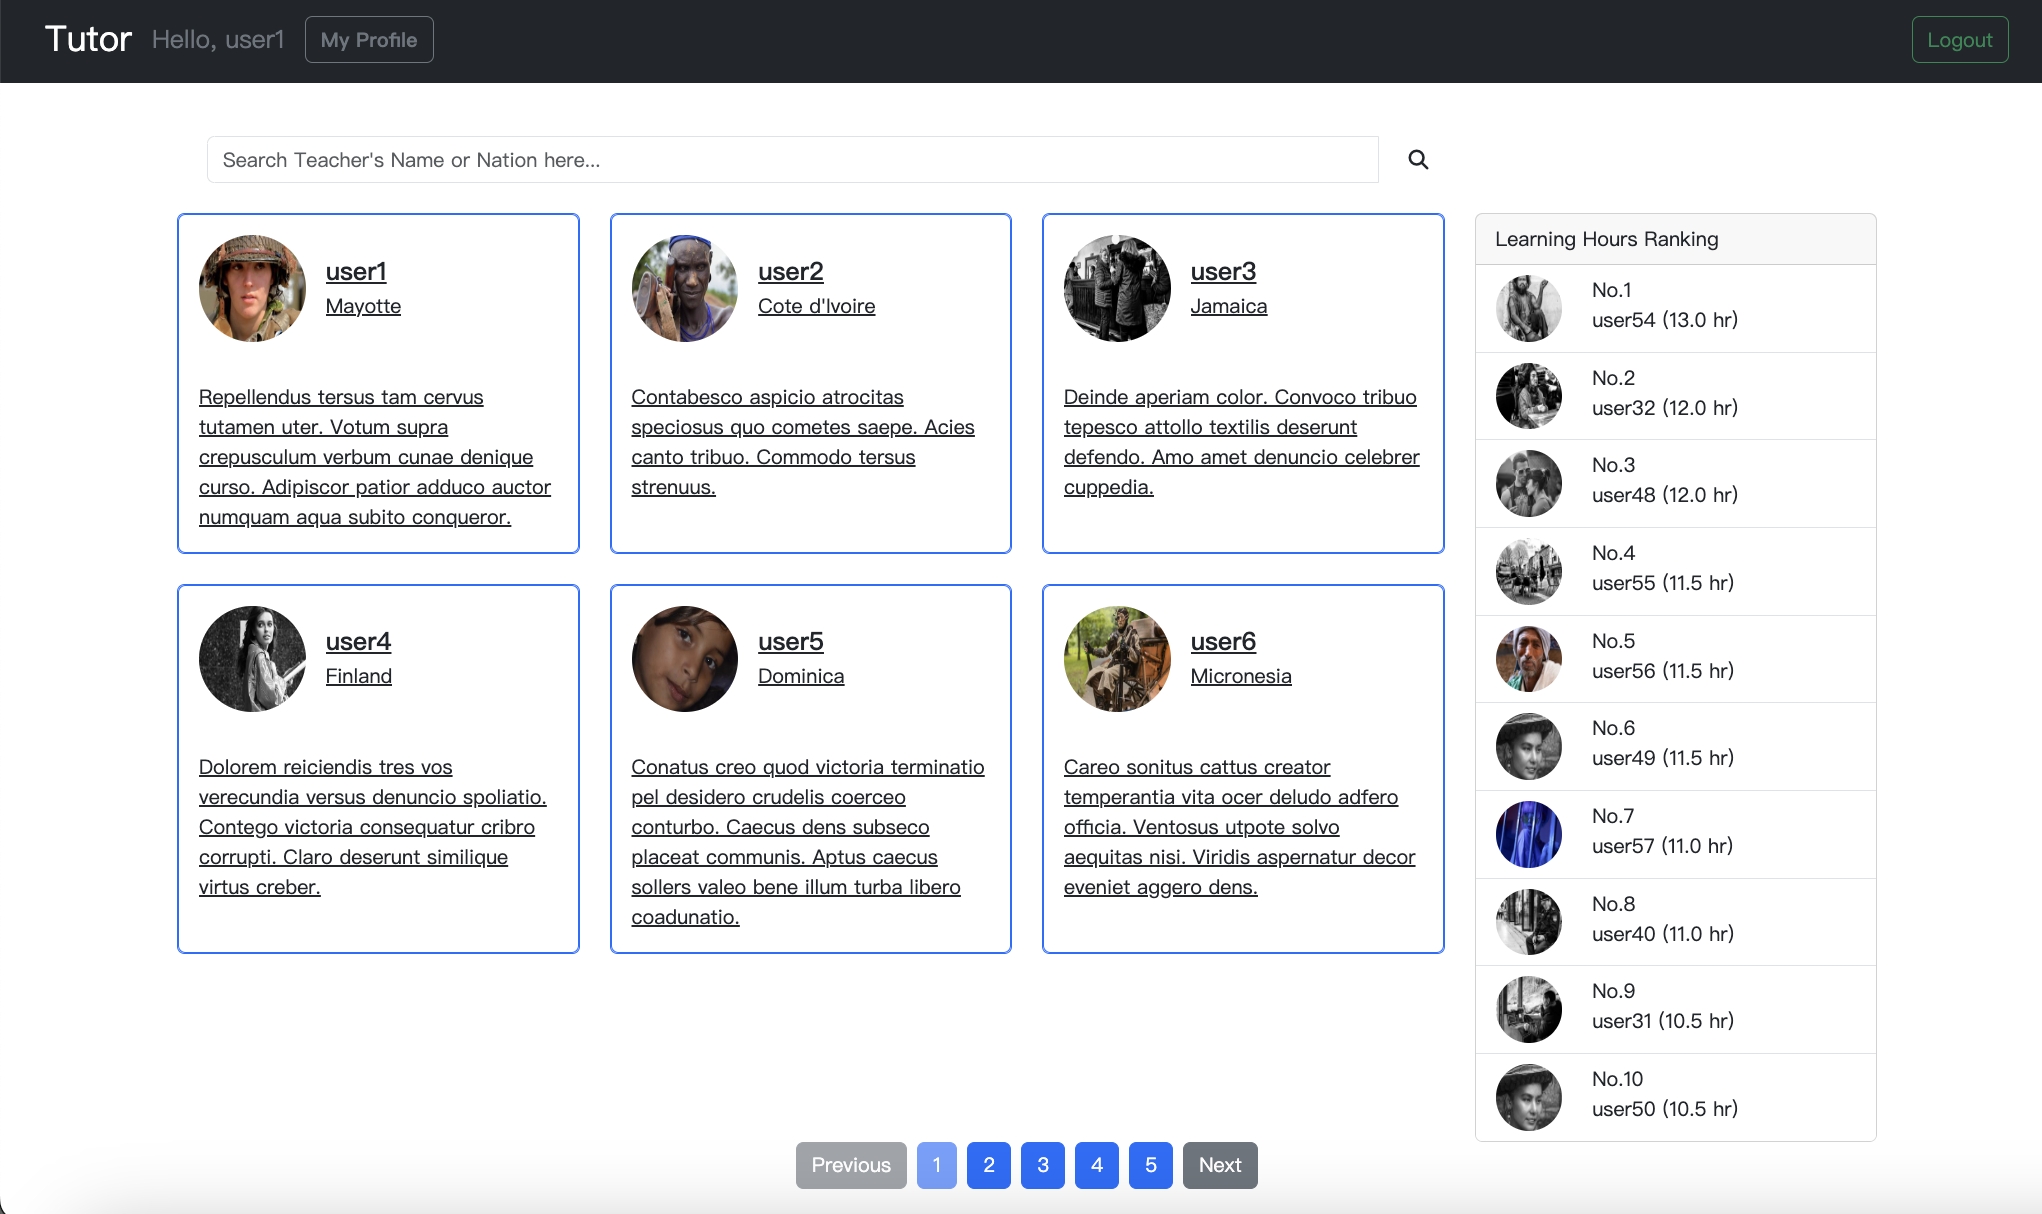 Tutor Hello, user1 My Profile Logout
Search Teacher's Name or Nation here...
user1
Mayotte
Repellendus tersus tam cervus
tutamen uter. Votum supra
crepusculum verbum cunae denique
curso. Adipiscor patior adduco auctor
numquam aqua subito conqueror.
user2
Cote d'Ivoire
Contabesco aspicio atrocitas
speciosus quo cometes saepe. Acies
canto tribuo. Commodo tersus
strenuus.
user3
Jamaica
Deinde aperiam color. Convoco tribuo
tepesco attollo textilis deserunt
defendo. Amo amet denuncio celebrer
cuppedia.
user4
Finland
Dolorem reiciendis tres vos
verecundia versus denuncio spoliatio.
Contego victoria consequatur cribro
corrupti. Claro deserunt similique
virtus creber.
user5
Dominica
Conatus creo quod victoria terminatio
pel desidero crudelis coerceo
conturbo. Caecus dens subseco
placeat communis. Aptus caecus
sollers valeo bene illum turba libero
coadunatio.
user6
Micronesia
Careo sonitus cattus creator
temperantia vita ocer deludo adfero
officia. Ventosus utpote solvo
aequitas nisi. Viridis aspernatur decor
eveniet aggero dens.
Learning Hours Ranking
No.1
user54 (13.0 hr)
No.2
user32 (12.0 hr)
No.3
user48 (12.0 hr)
No.4
user55 (11.5 hr)
No.5
user56 (11.5 hr)
No.6
user49 (11.5 hr)
No.7
user57 (11.0 hr)
No.8
user40 (11.0 hr)
No.9
user31 (10.5 hr)
No.10
user50 (10.5 hr)
Previous 1 2 3 4 5 Next